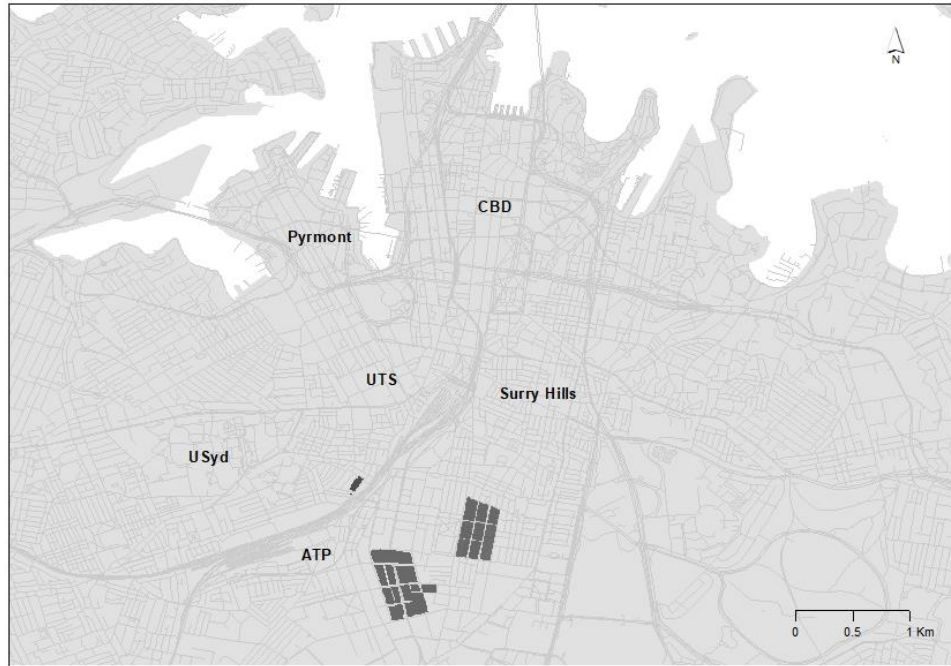 N
CBD
Pyrmont
UTS
Surry Hills
USyd
ATP
0 0.5 1 Km